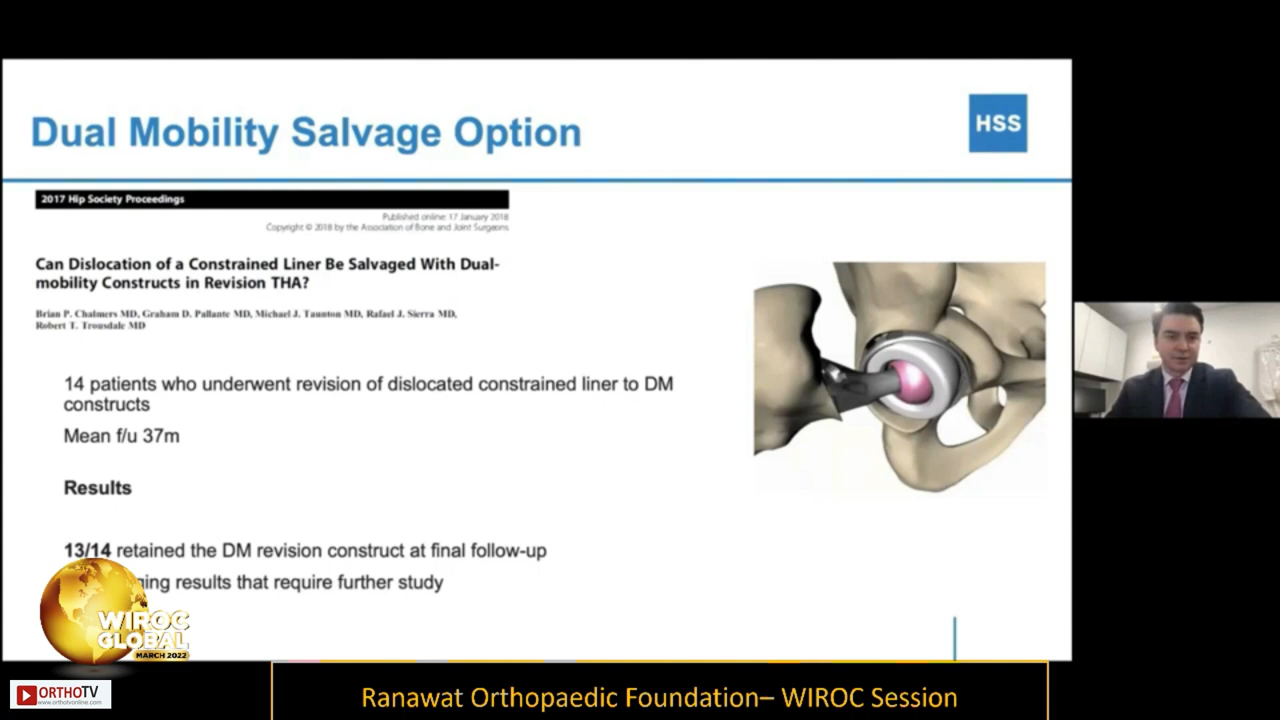 Dual Mobility Salvage Option
HSS
2017 Hip Society Proceedings
Published online: 17 January 2018
Copyright © 2018 by the Association of Bone and Joint Surgeons
Can Dislocation of a Constrained Liner Be Salvaged With Dual-
mobility Constructs in Revision THA?
Brian P. Chalmers MD, Graham D. Pallante MD, Michael J. Taunton MD, Rafael J. Sierra MD,
Robert T. Trousdale MD
14 patients who underwent revision of dislocated constrained liner to DM
constructs
Mean f/u 37m
Results
13/14 retained the DM revision construct at final follow-up
results that require further study
WIROC
GLOBAL
MARCH 2022
ORTHOTV
www.orthotvonline.com
Ranawat Orthopaedic Foundation– WIROC Session